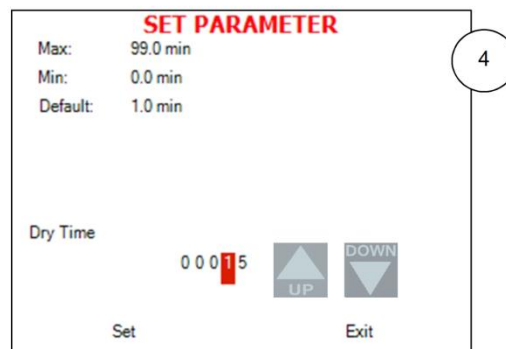 SET PARAMETER
Max: 99.0 min
4
Min: 0.0 min
Default: 1.0 min
Dry Time
0 0 0 1 5
UP
DOWN
Set Exit